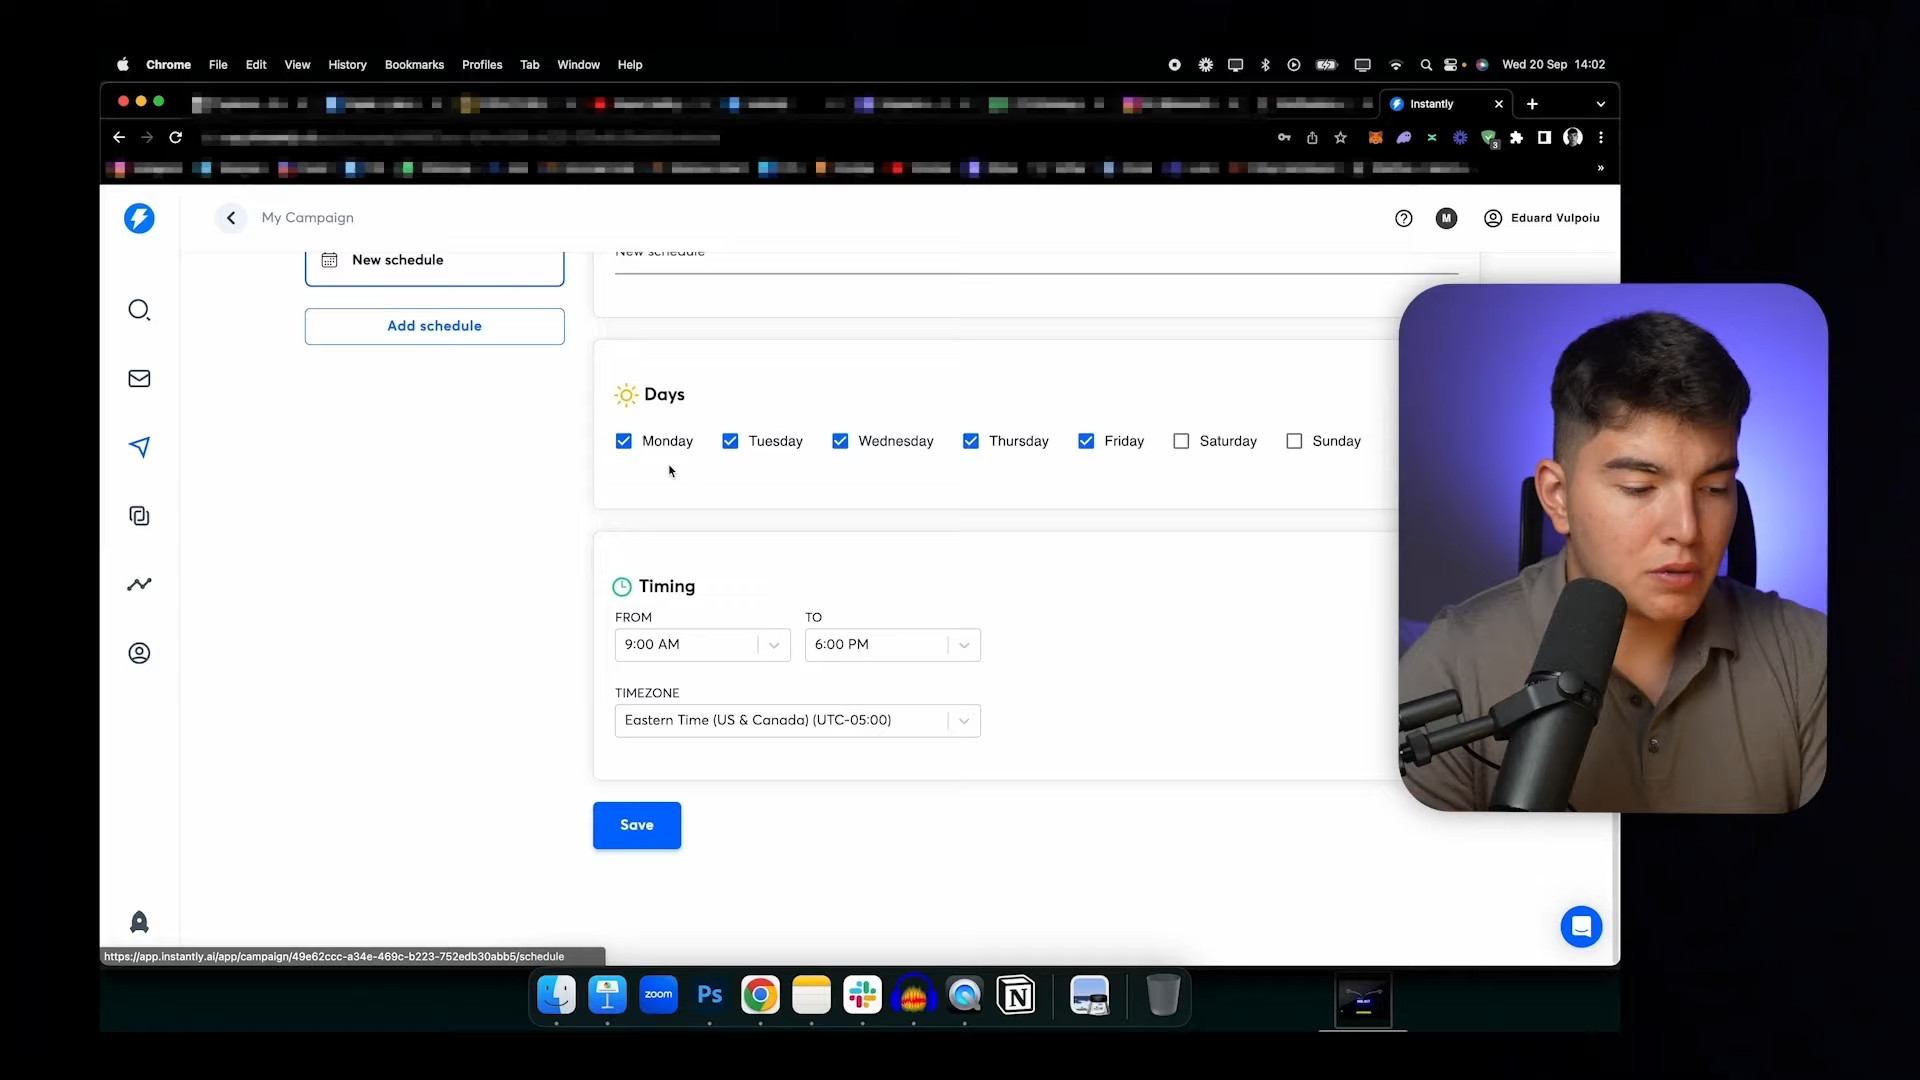 Chrome File Edit View History Bookmarks Profiles Tab Window Help Wed 20 Sep 14:02
Instantly
3
My Campaign M Eduard Vulpoiu
New schedule New schedule
Add schedule
Days
Monday Tuesday Wednesday Thursday Friday Saturday Sunday
Timing
FROM TO
9:00 AM 6:00 PM
TIMEZONE
Eastern Time (US & Canada) (UTC-05:00)
Save
https://app.instantly.ai/app/campaign/49e62ccc-a34e-469c-b223-752edb30abb5/schedule
zoom Ps N